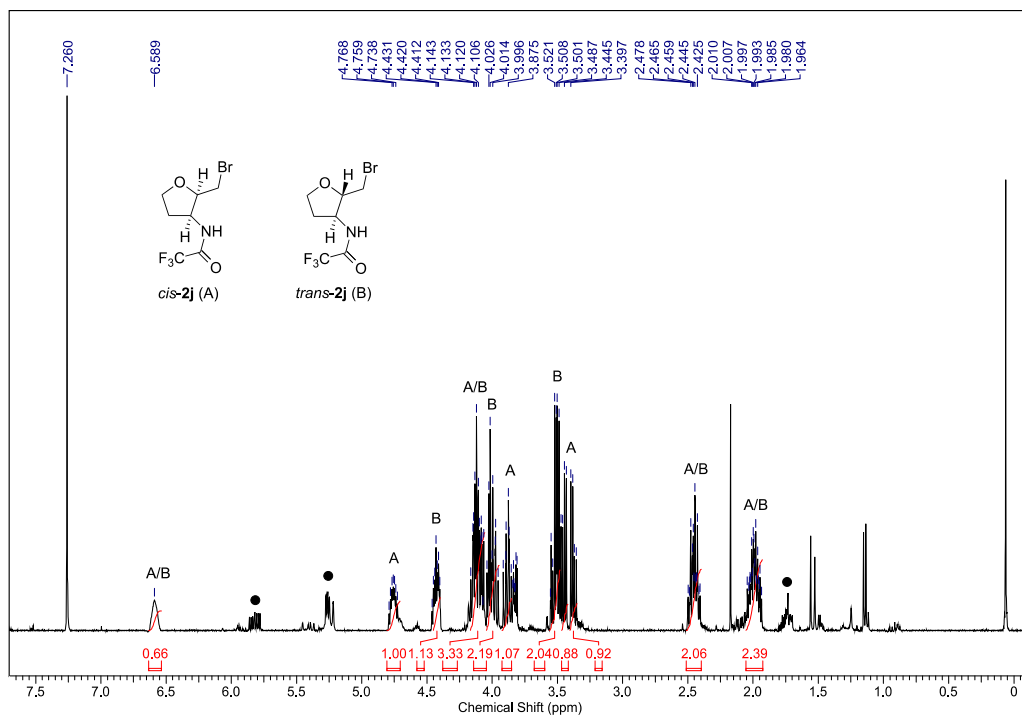 7.260
6.589
4.768
4.759
4.738
4.431
4.420
4.412
4.143
4.133
4.120
4.106
4.026
4.014
3.996
3.875
3.521
3.508
3.501
3.487
3.445
3.397
2.478
2.465
2.459
2.445
2.425
2.010
2.007
1.997
1.993
1.985
1.980
1.964
O H Br
H NH
F3C O
cis-2j (A)
O H Br
H NH
F3C O
trans-2j (B)
A/B
A
B
A/B
B
A
B
A
A/B
A/B
0.66 1.00 1.13 3.33 2.19 1.07 2.04 0.88 0.92 2.06 2.39
7.5 7.0 6.5 6.0 5.5 5.0 4.5 4.0 3.5 3.0 2.5 2.0 1.5 1.0 0.5 0
Chemical Shift (ppm)